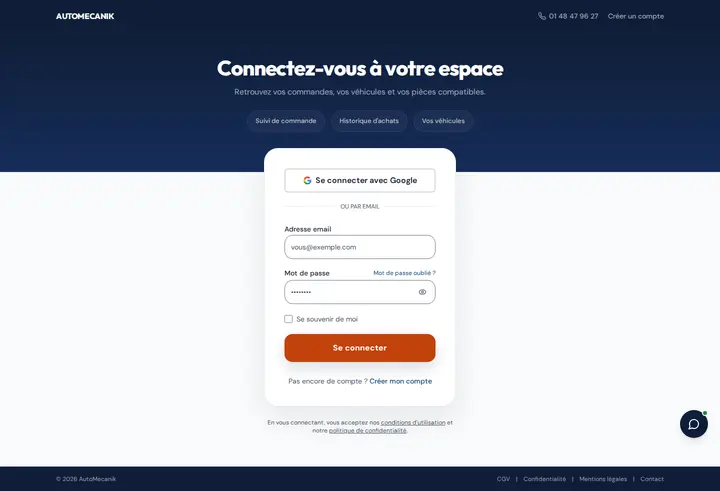 AUTOMECANIK
01 48 47 96 27
Créer un compte
Connectez-vous à votre espace
Retrouvez vos commandes, vos véhicules et vos pièces compatibles.
Suivi de commande
Historique d'achats
Vos véhicules
Se connecter avec Google
OU PAR EMAIL
Adresse email
vous@exemple.com
Mot de passe
Mot de passe oublié ?
••••••••
Se souvenir de moi
Se connecter
Pas encore de compte ? Créer mon compte
En vous connectant, vous acceptez nos conditions d'utilisation et
notre politique de confidentialité.
© 2026 AutoMecanik
CGV | Confidentialité | Mentions légales | Contact